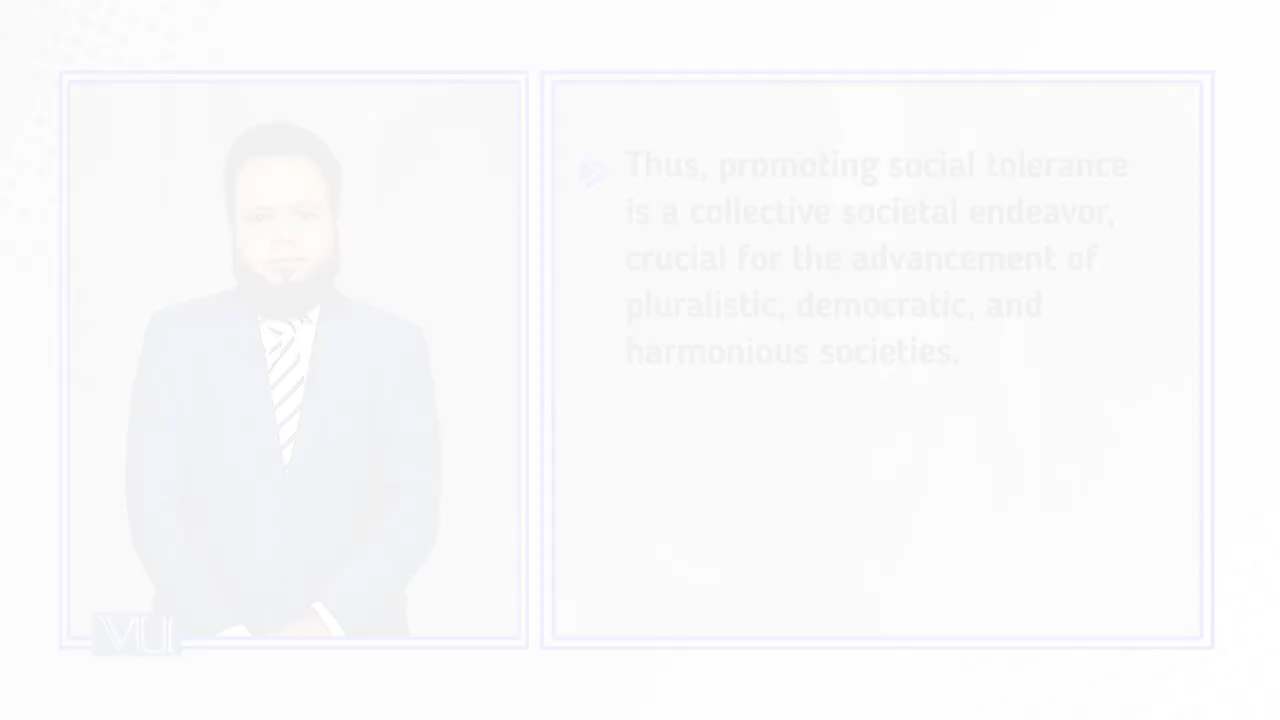 Thus, promoting social tolerance
is a collective societal endeavor,
crucial for the advancement of
pluralistic, democratic, and
harmonious societies.
VU